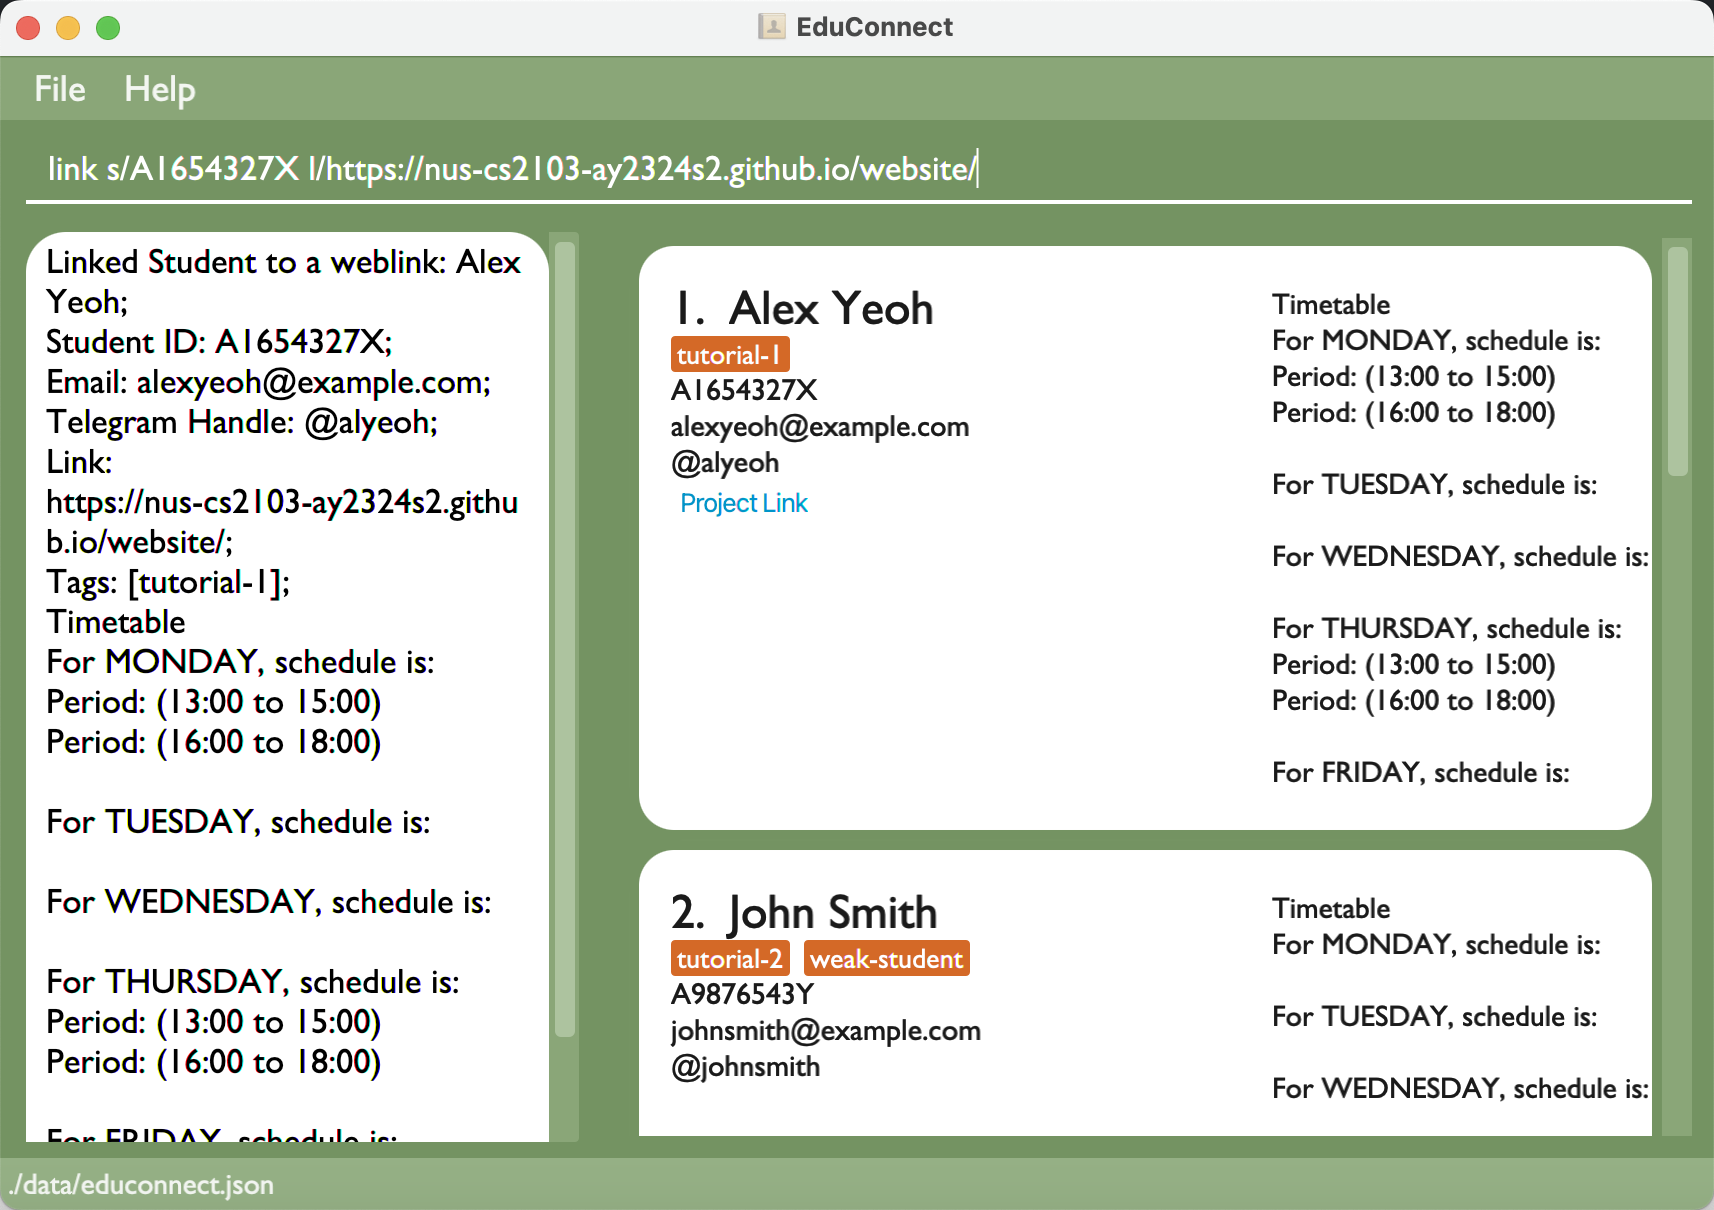 EduConnect
File Help
link s/A1654327X l/https://nus-cs2103-ay2324s2.github.io/website/
Linked Student to a weblink: Alex
Yeoh;
Student ID: A1654327X;
Email: alexyeoh@example.com;
Telegram Handle: @alyeoh;
Link:
https://nus-cs2103-ay2324s2.githu
b.io/website/;
Tags: [tutorial-1];
Timetable
For MONDAY, schedule is:
Period: (13:00 to 15:00)
Period: (16:00 to 18:00)
For TUESDAY, schedule is:
For WEDNESDAY, schedule is:
For THURSDAY, schedule is:
Period: (13:00 to 15:00)
Period: (16:00 to 18:00)
For FRIDAY, schedule is:
1. Alex Yeoh
tutorial-1
A1654327X
alexyeoh@example.com
@alyeoh
Project Link
Timetable
For MONDAY, schedule is:
Period: (13:00 to 15:00)
Period: (16:00 to 18:00)
For TUESDAY, schedule is:
For WEDNESDAY, schedule is:
For THURSDAY, schedule is:
Period: (13:00 to 15:00)
Period: (16:00 to 18:00)
For FRIDAY, schedule is:
2. John Smith
tutorial-2 weak-student
A9876543Y
johnsmith@example.com
@johnsmith
Timetable
For MONDAY, schedule is:
For TUESDAY, schedule is:
For WEDNESDAY, schedule is:
./data/educonnect.json